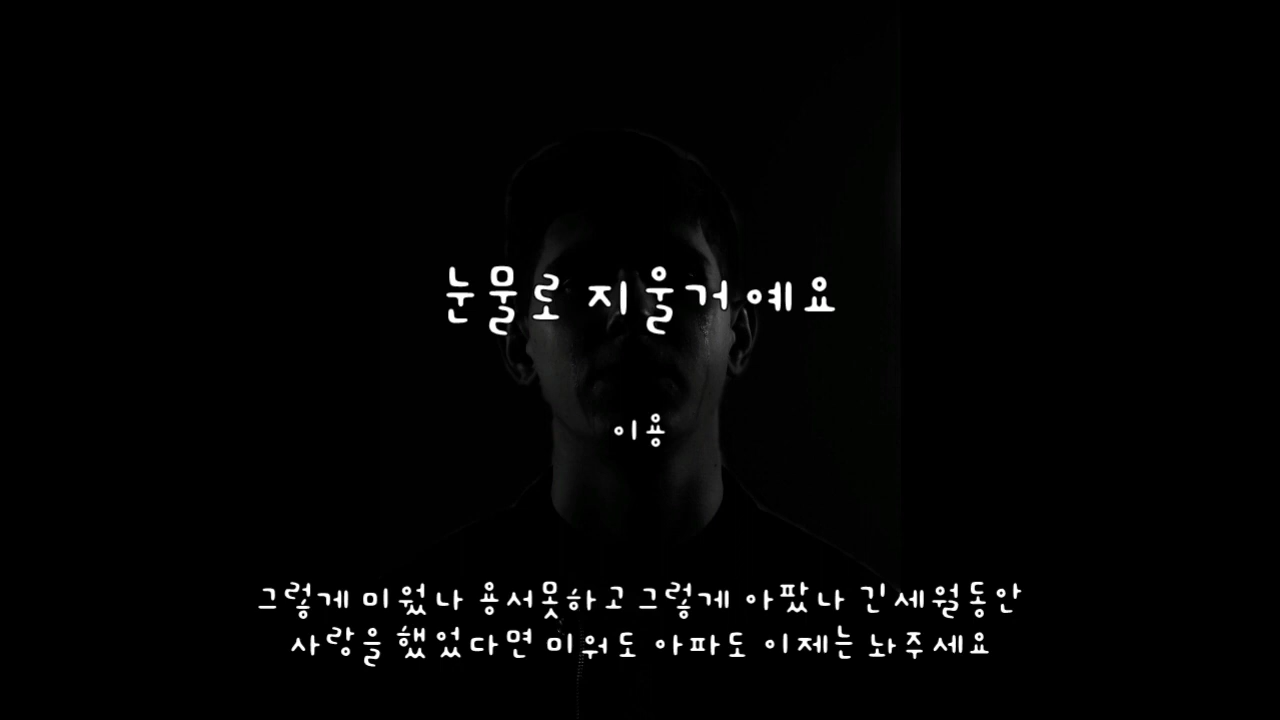 눈물로 지울거예요
이용
그렇게 미웠나 용서못하고 그렇게 아팠나 긴세월동안
사랑을 했었다면 미워도 아파도 이제는 놔주세요